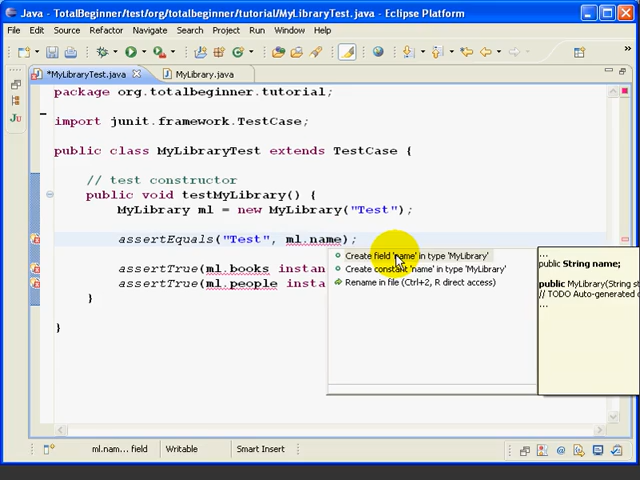 Java - TotalBeginner/test/org/totalbeginner/tutorial/MyLibraryTest.java - Eclipse Platform
File Edit Source Refactor Navigate Search Project Run Window Help
*MyLibraryTest.java MyLibrary.java
package org.totalbeginner.tutorial;
import junit.framework.TestCase;
public class MyLibraryTest extends TestCase {
// test constructor
public void testMyLibrary() {
MyLibrary ml = new MyLibrary("Test");
assertEquals("Test", ml.name);
Create field 'name' in type 'MyLibrary'
Create constant 'name' in type 'MyLibrary'
Rename in file (Ctrl+2, R direct access)
...
public String name;
public MyLibrary(String st
// TODO Auto-generated c
...
assertTrue(ml.books instan
assertTrue(ml.people insta
}
}
ml.nam... field Writable Smart Insert